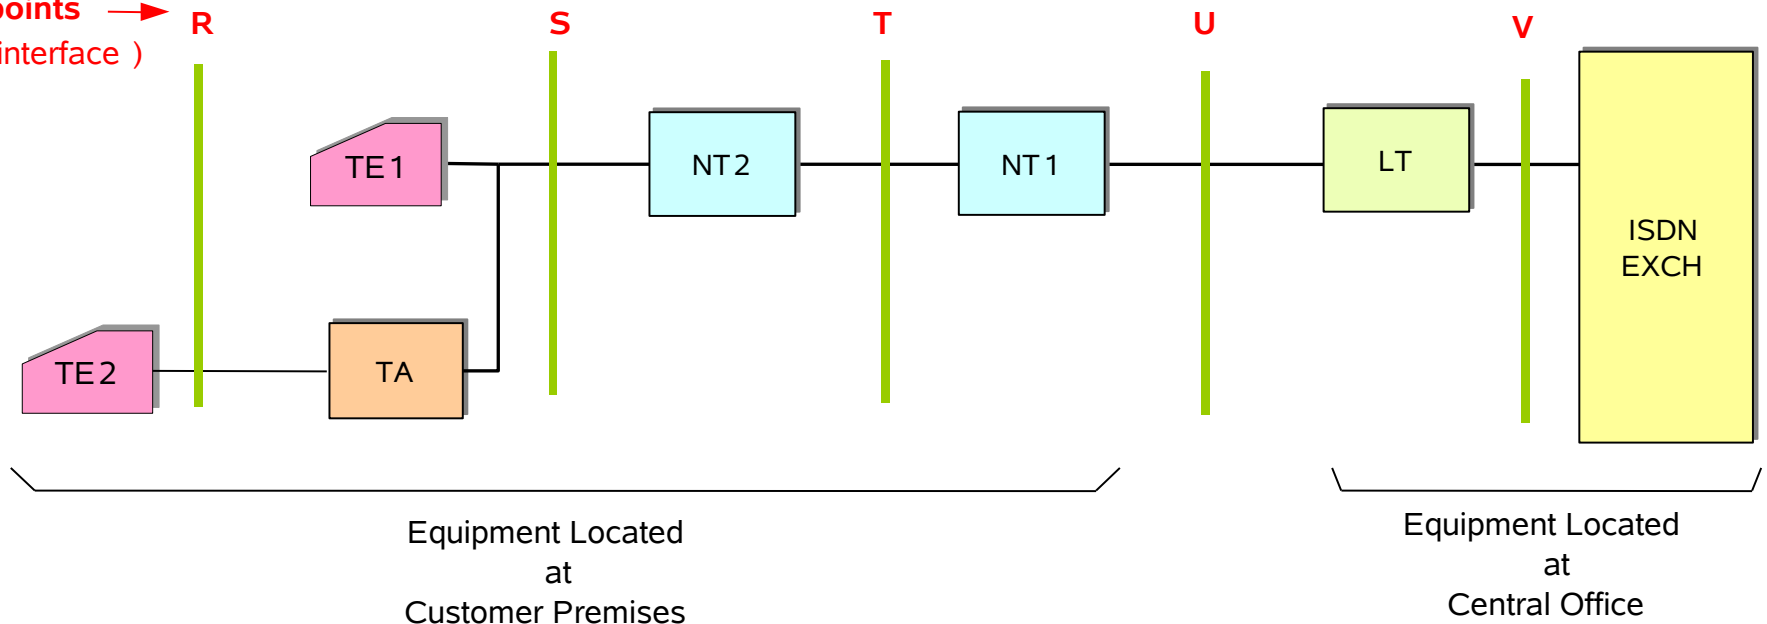 points
R
S
T
U
V
interface )
TE1
NT2
NT1
LT
ISDN
EXCH
TE2
TA
Equipment Located
at
Customer Premises
Equipment Located
at
Central Office